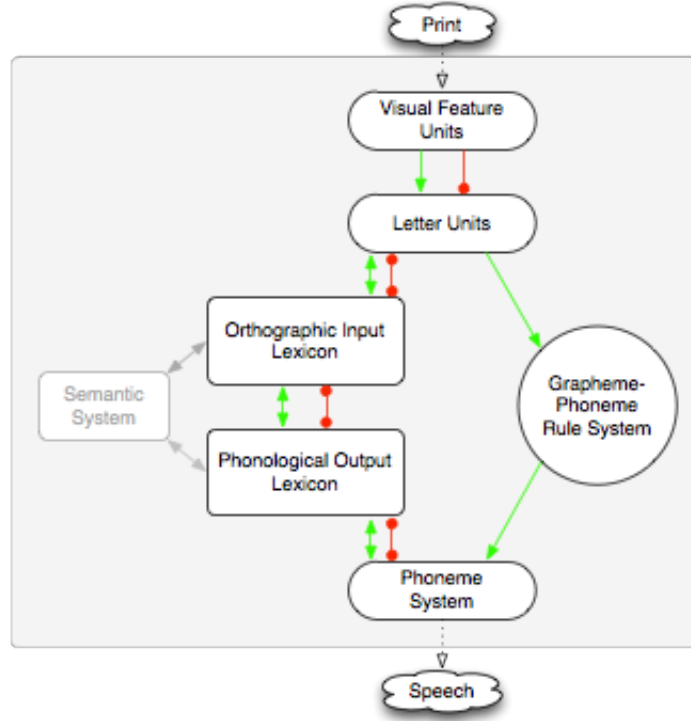 Print
Visual Feature
Units
Letter Units
Orthographic Input
Lexicon
Semantic
System
Grapheme-
Phoneme
Rule System
Phonological Output
Lexicon
Phoneme
System
Speech